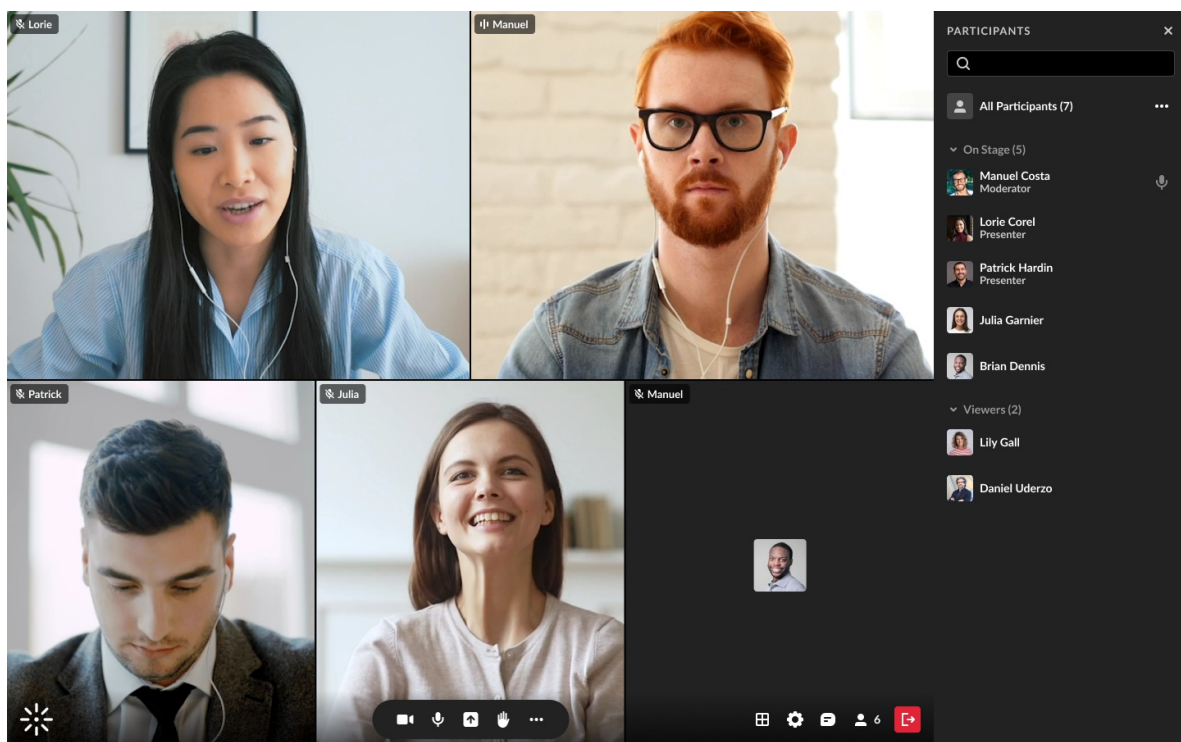 Lorie
Manuel
Patrick
Julia
Manuel
6
PARTICIPANTS
All Participants (7)
On Stage (5)
Manuel Costa
Moderator
Lorie Corel
Presenter
Patrick Hardin
Presenter
Julia Garnier
Brian Dennis
Viewers (2)
Lily Gall
Daniel Uderzo